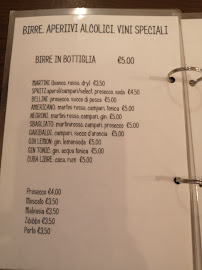 BIRRE, APERITIVI ALCOLICI, VINI SPECIALI
BIRRE IN BOTTIGLIA €5.00
MARTINI (bianco, rosso, dry) €3.50
SPRITZ aperol/campari/select, prosecco, soda €4.50
BELLINI: prosecco, succo di pesca €5.00
AMERICANO: martini rosso, campari, tonica €5.00
NEGRONI: martini rosso, campari, gin €5.00
SBAGLIATO: martini rosso, campari, prosecco €5.00
GARIBALDI: campari, succo d'arancia €5.00
GIN LEMON: gin, lemonsoda €5.00
GIN TONIC: gin, acqua tonica €5.00
CUBA LIBRE: coca, rum €5.00
Prosecco €4.00
Moscato €3.50
Malvasia €3.50
Zibibbo €3.50
Porto €3.50